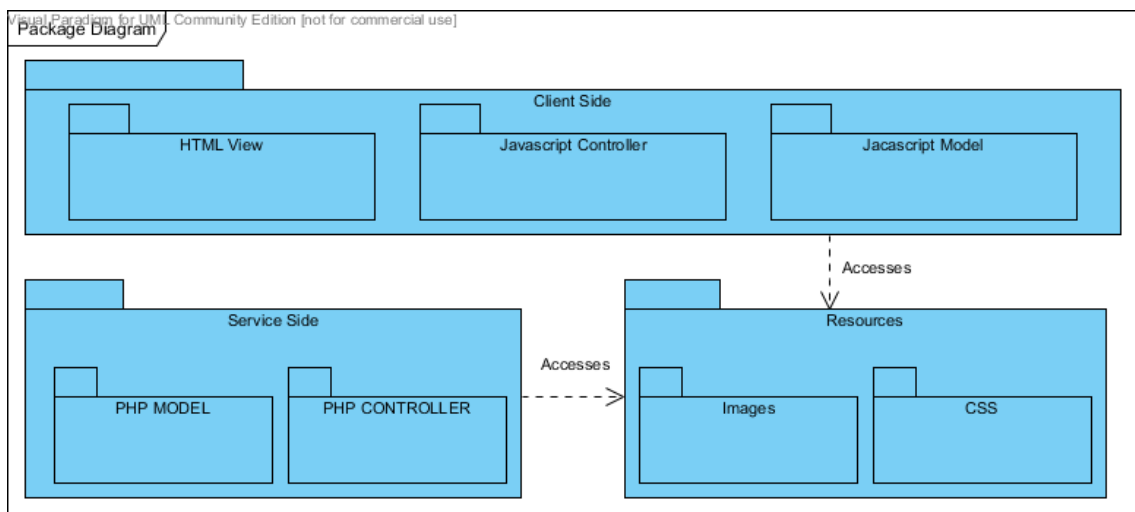 Visual Paradigm for UML Community Edition [not for commercial use]
Package Diagram
Client Side
HTML View
Javascript Controller
Jacascript Model
Accesses
Service Side
Resources
Accesses
PHP MODEL
PHP CONTROLLER
Images
CSS